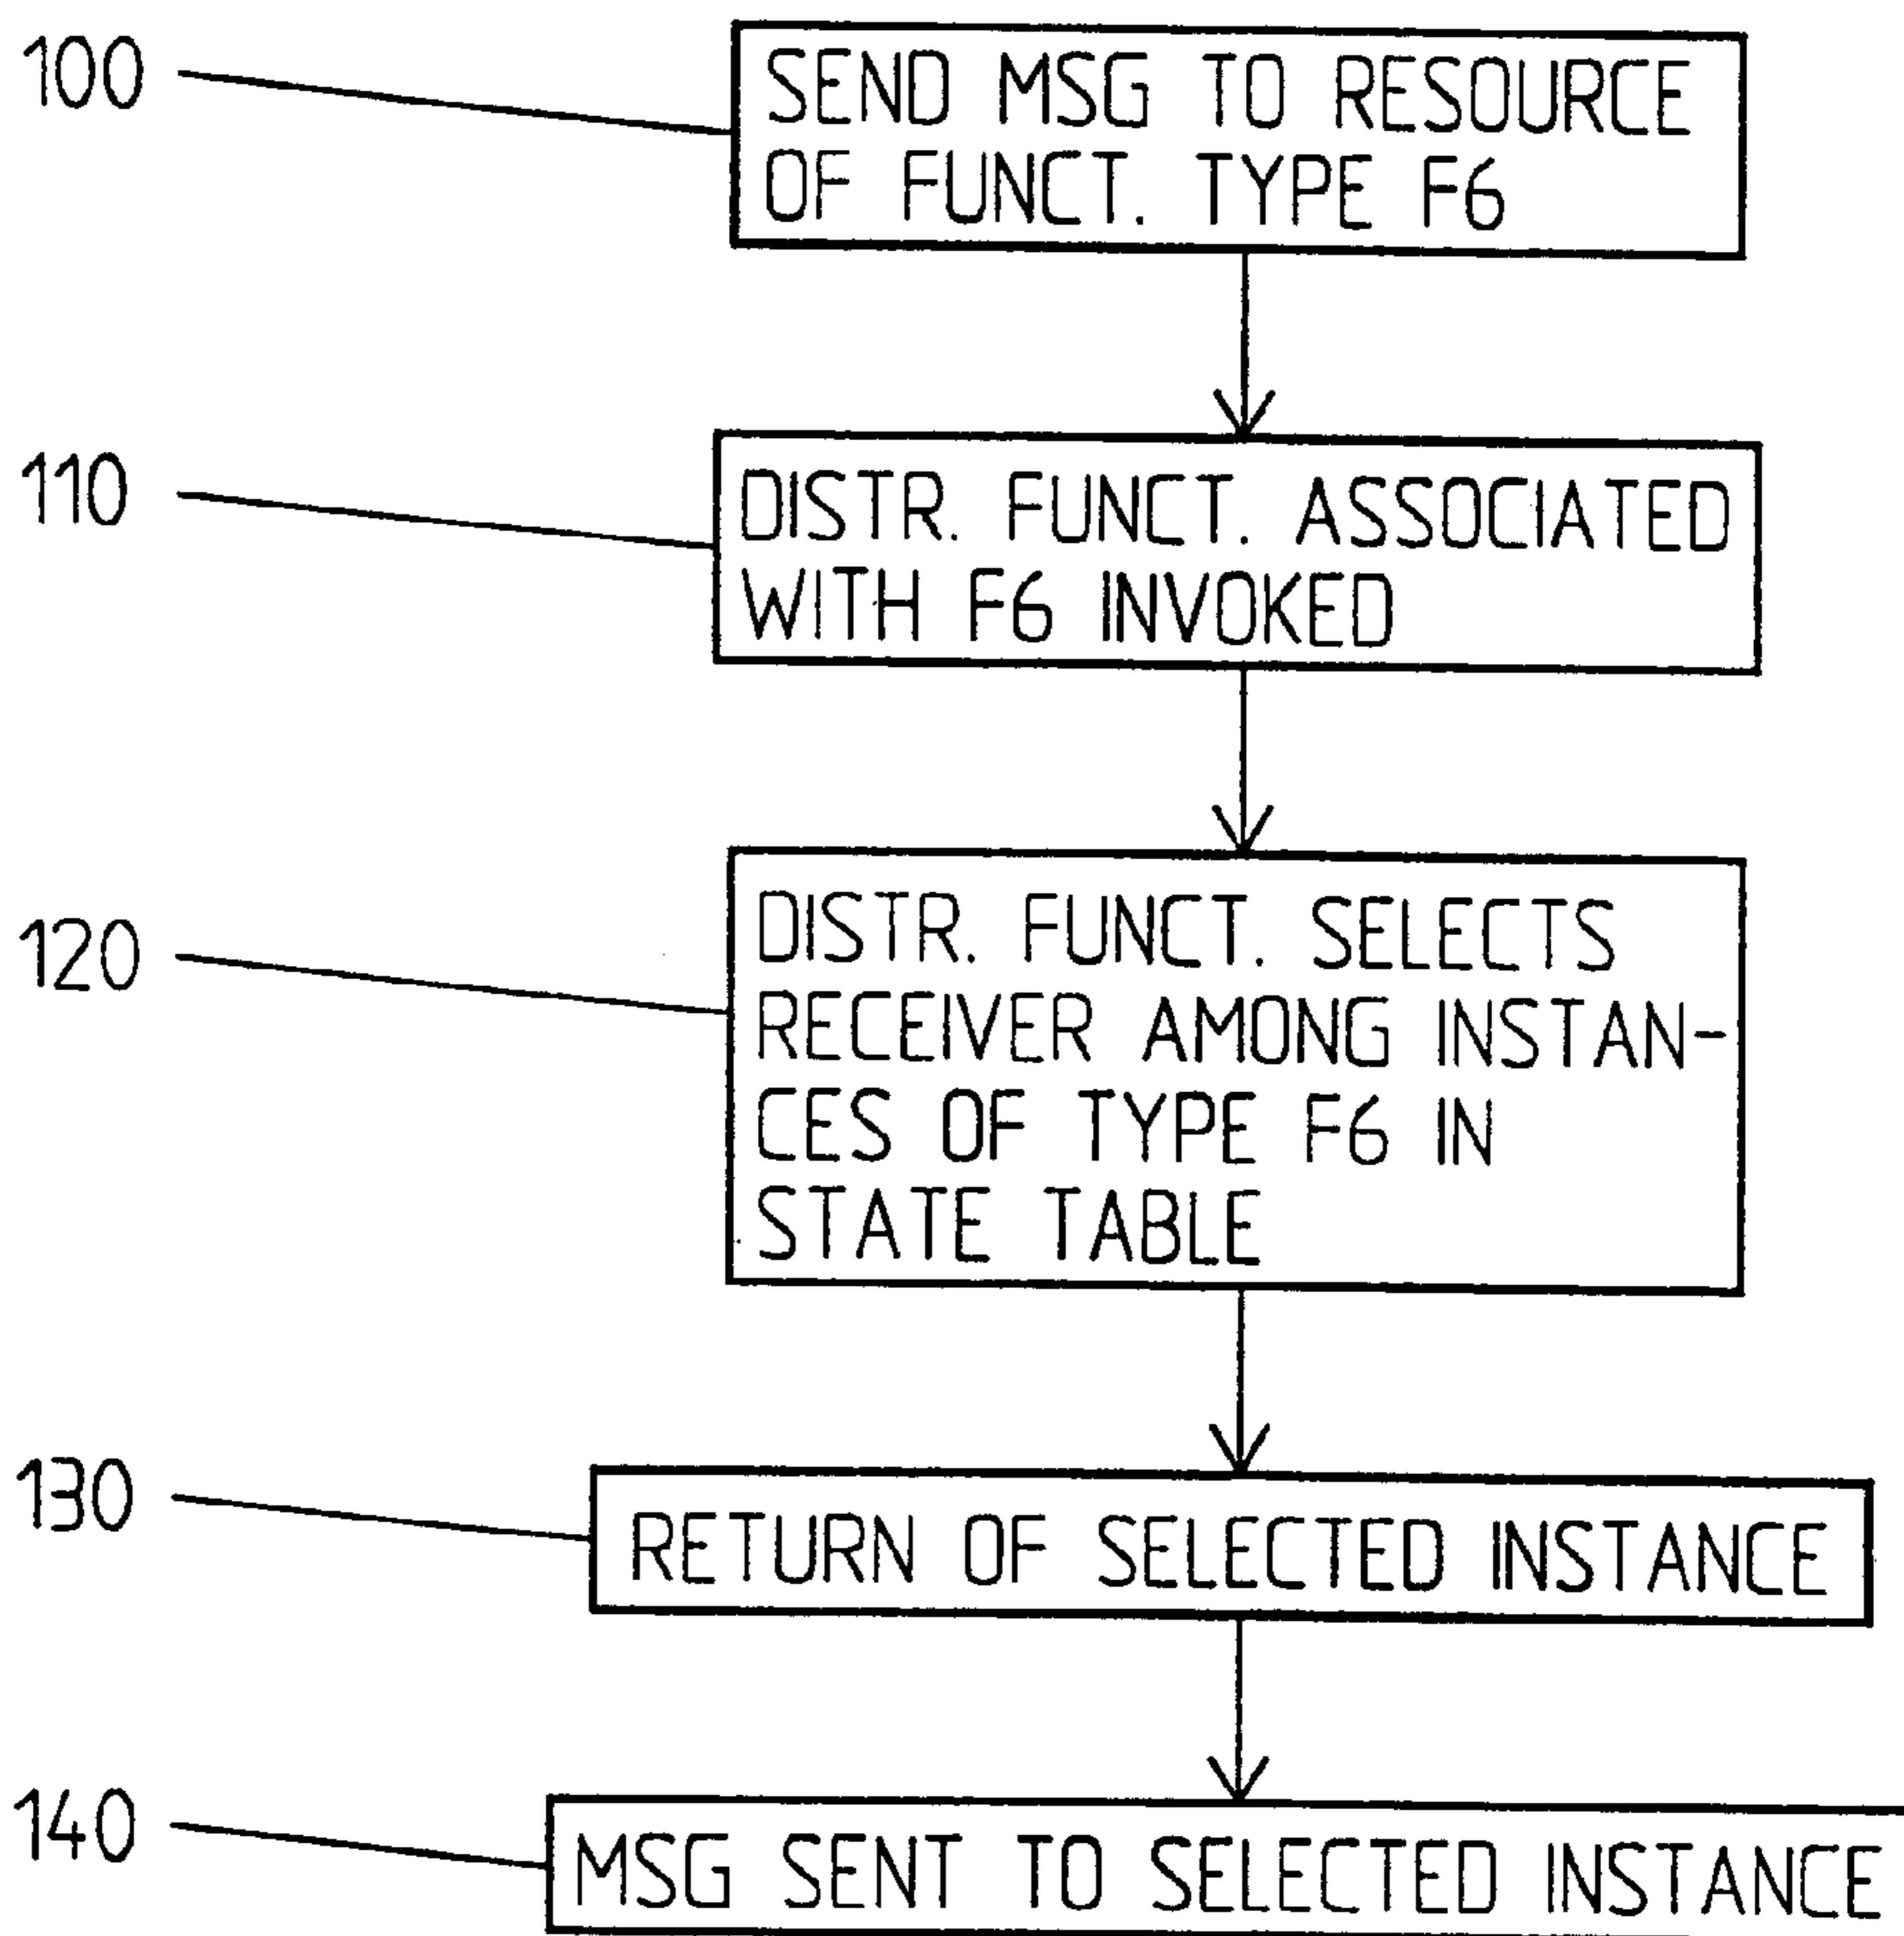 100
SEND MSG TO RESOURCE
OF FUNCT. TYPE F6
110
DISTR. FUNCT. ASSOCIATED
WITH F6 INVOKED
120
DISTR. FUNCT. SELECTS
RECEIVER AMONG INSTAN-
CES OF TYPE F6 IN
STATE TABLE
130
RETURN OF SELECTED INSTANCE
140
MSG SENT TO SELECTED INSTANCE